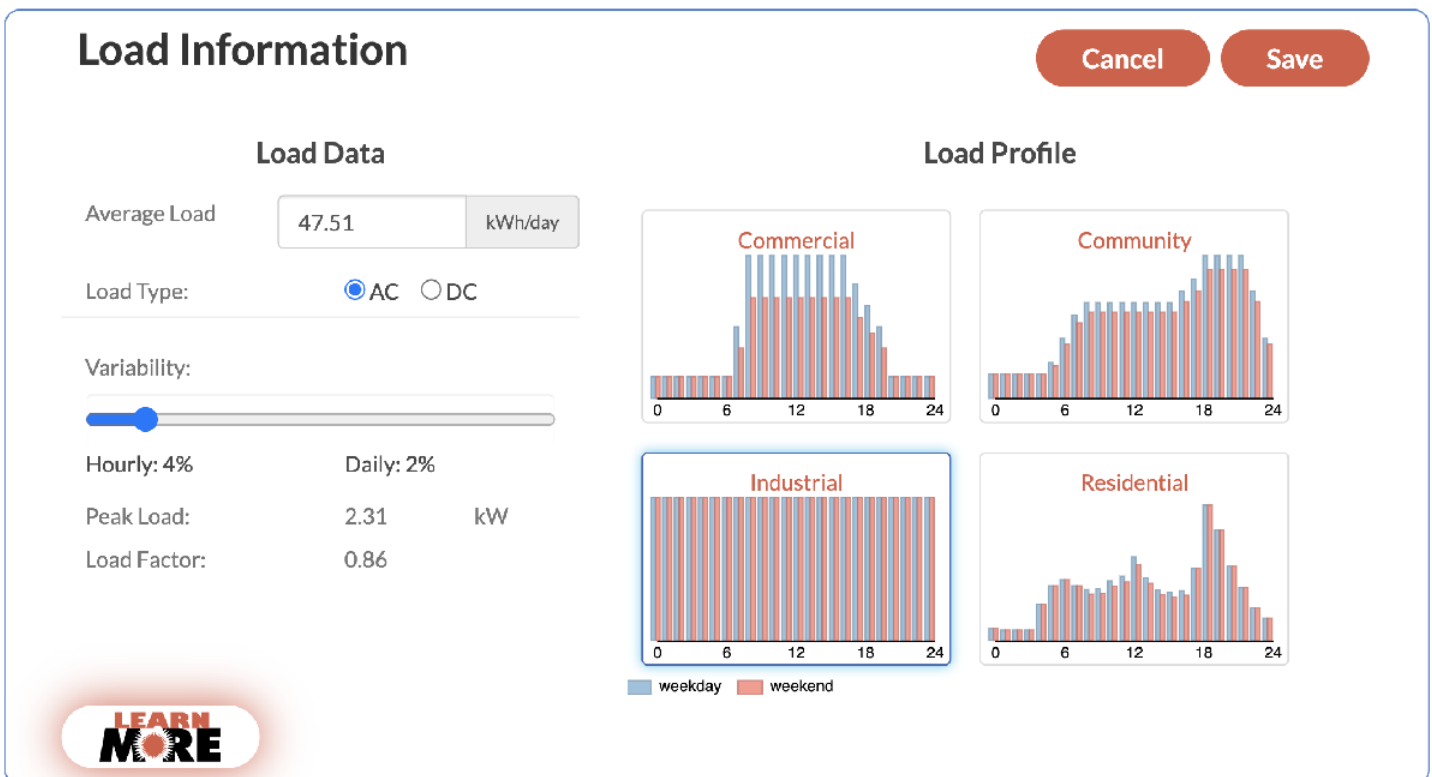 Load Information
Cancel
Save
Load Data
Average Load
47.51
kWh/day
Load Type:
AC
DC
Variability:
Hourly: 4%
Daily: 2%
Peak Load:
2.31
kW
Load Factor:
0.86
LEARN
MORE
Load Profile
Commercial
0 6 12 18 24
Community
0 6 12 18 24
Industrial
0 6 12 18 24
Residential
0 6 12 18 24
weekday
weekend